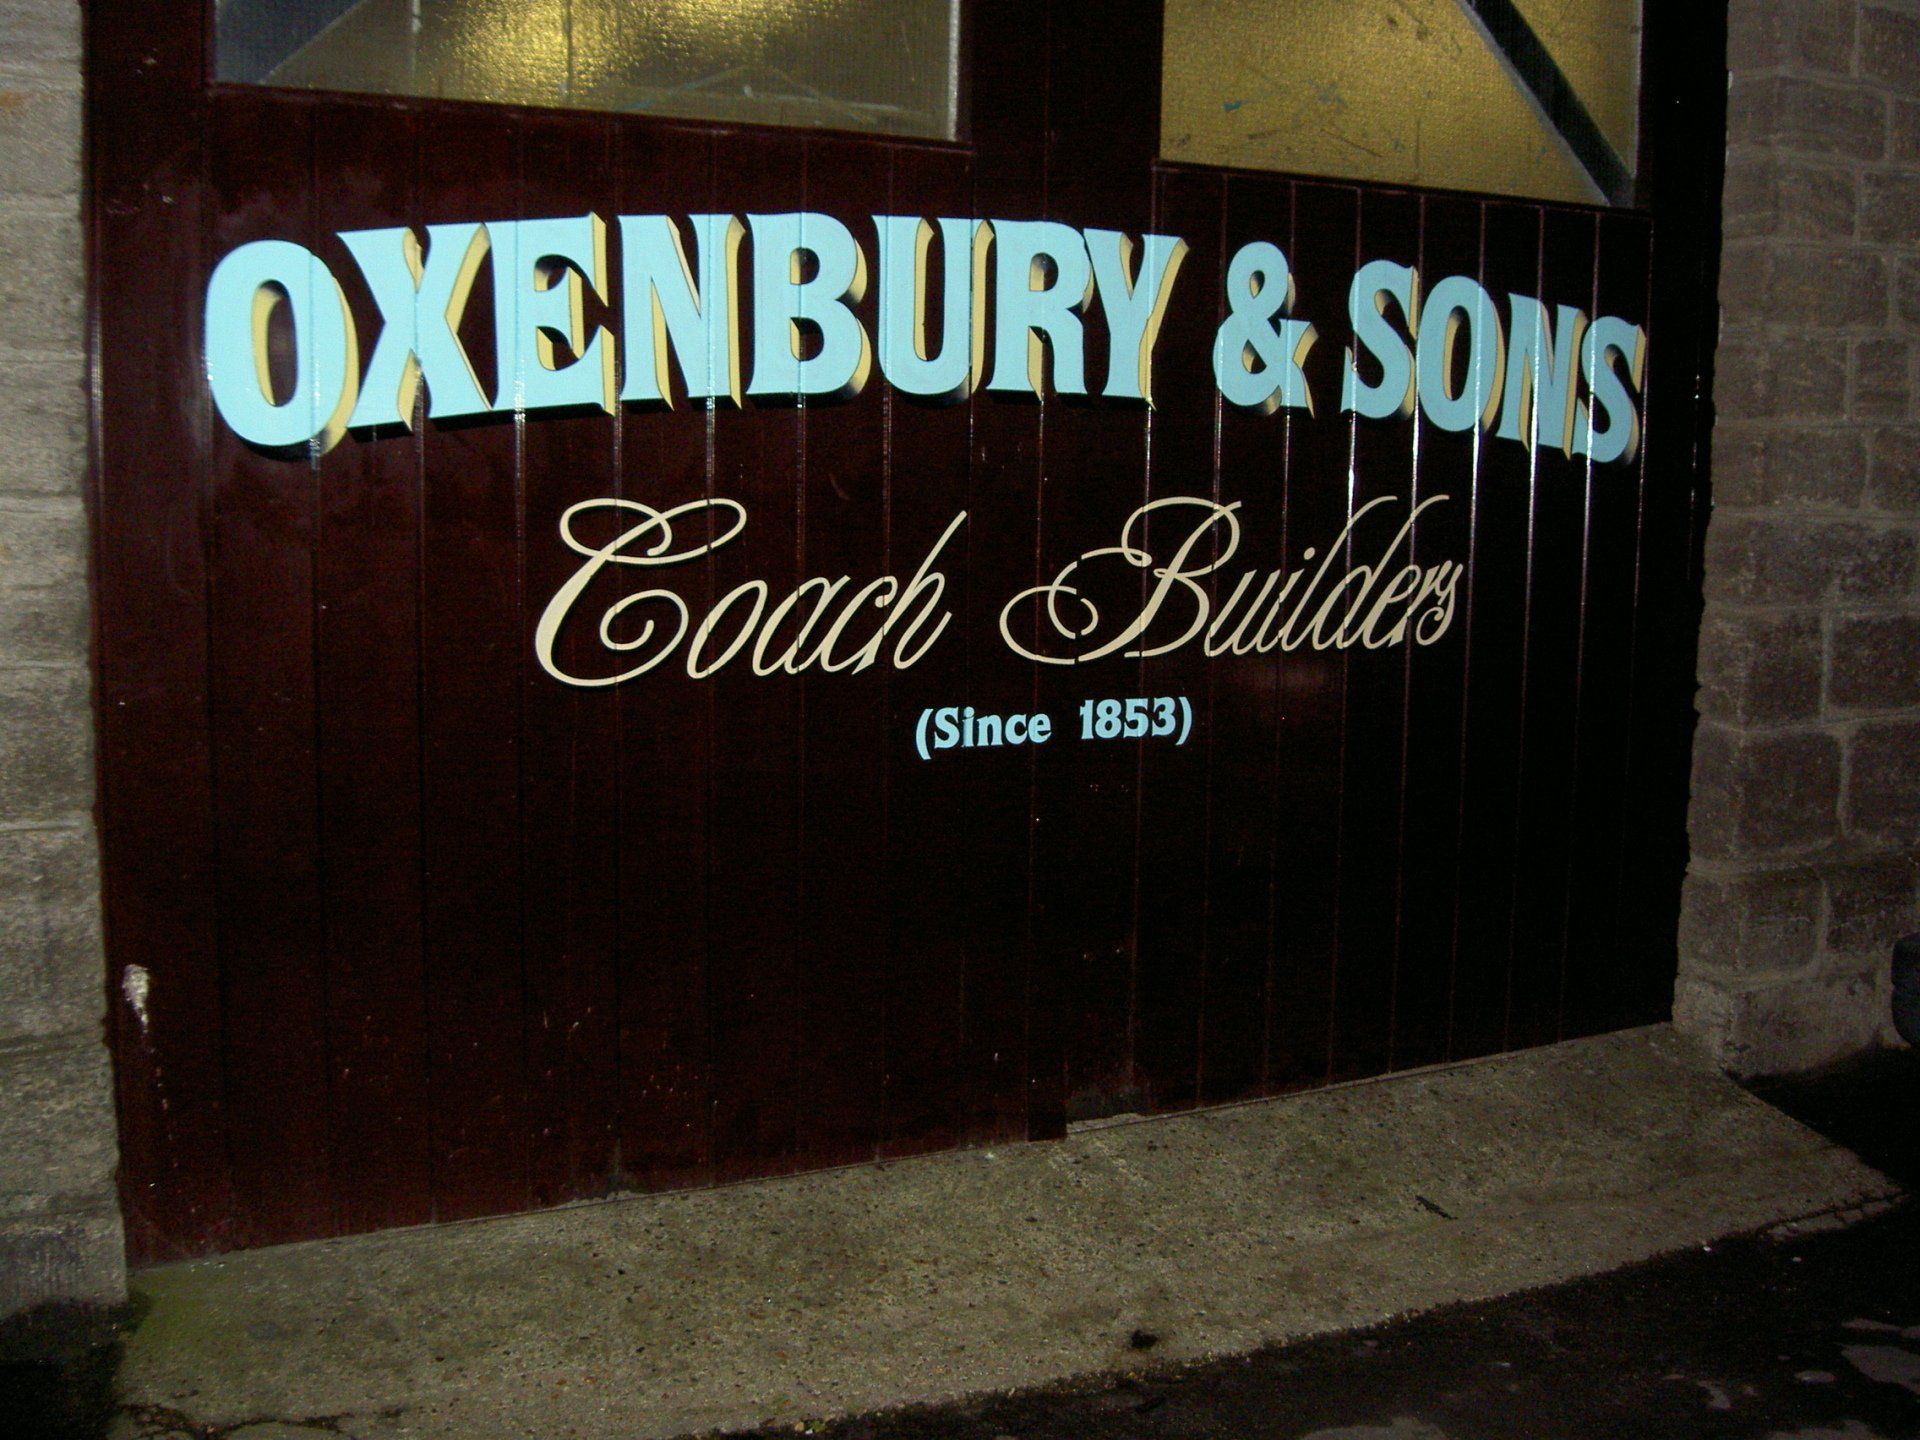 OXENBURY & SONS
Coach Builders
(Since 1853)